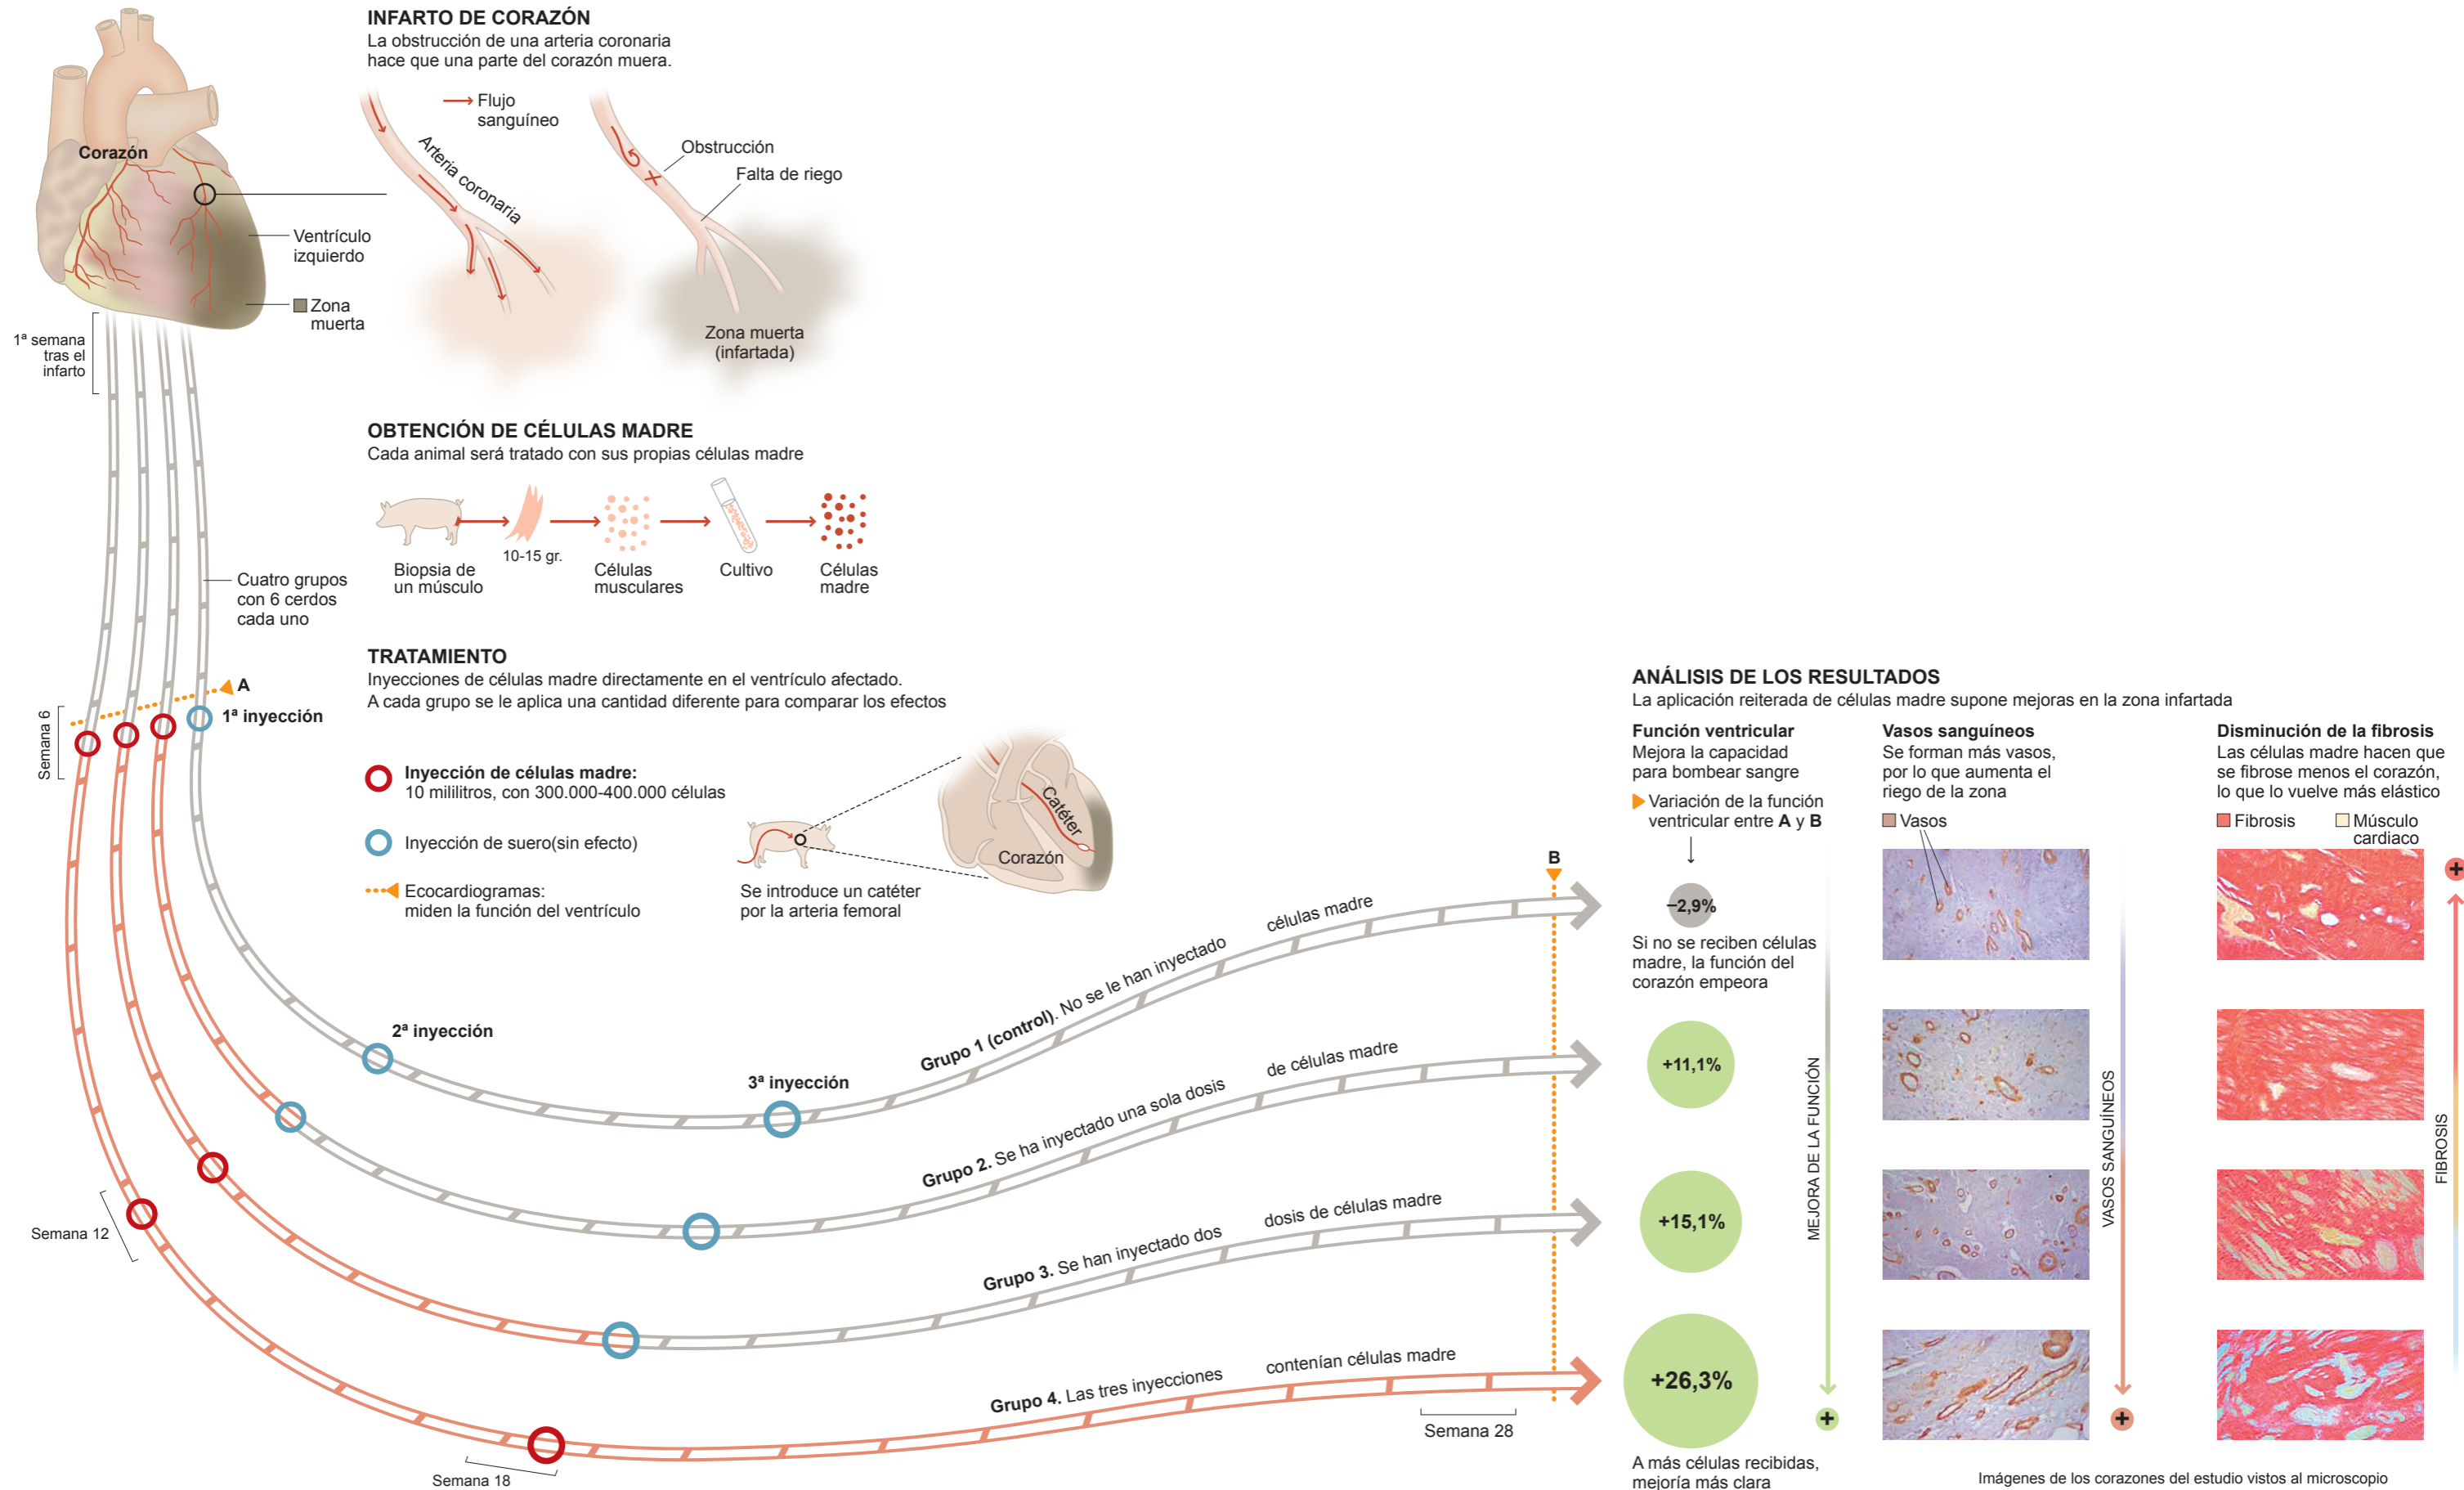 INFARTO DE CORAZÓN
La obstrucción de una arteria coronaria
hace que una parte del corazón muera.
Flujo
sanguíneo
Arteria coronaria
Obstrucción
Falta de riego
Zona muerta
(infartada)
Corazón
Ventrículo
izquierdo
Zona
muerta
1ª semana
tras el
infarto
OBTENCIÓN DE CÉLULAS MADRE
Cada animal será tratado con sus propias células madre
Biopsia de
un músculo
10-15 gr.
Células
musculares
Cultivo
Células
madre
Cuatro grupos
con 6 cerdos
cada uno
A
1ª inyección
Semana 6
TRATAMIENTO
Inyecciones de células madre directamente en el ventrículo afectado.
A cada grupo se le aplica una cantidad diferente para comparar los efectos
Inyección de células madre:
10 mililitros, con 300.000-400.000 células
Inyección de suero(sin efecto)
Ecocardiogramas:
miden la función del ventrículo
Se introduce un catéter
por la arteria femoral
Catéter
Corazón
2ª inyección
3ª inyección
Semana 12
Semana 18
Semana 28
B
Grupo 1 (control). No se le han inyectado células madre
Grupo 2. Se ha inyectado una sola dosis de células madre
Grupo 3. Se han inyectado dos dosis de células madre
Grupo 4. Las tres inyecciones contenían células madre
ANÁLISIS DE LOS RESULTADOS
La aplicación reiterada de células madre supone mejoras en la zona infartada
Función ventricular
Mejora la capacidad
para bombear sangre
Variación de la función
ventricular entre A y B
−2,9%
Si no se reciben células
madre, la función del
corazón empeora
+11,1%
+15,1%
+26,3%
A más células recibidas,
mejoría más clara
MEJORA DE LA FUNCIÓN
+
Vasos sanguíneos
Se forman más vasos,
por lo que aumenta el
riego de la zona
Vasos
VASOS SANGUÍNEOS
+
Disminución de la fibrosis
Las células madre hacen que
se fibrose menos el corazón,
lo que lo vuelve más elástico
Fibrosis
Músculo
cardiaco
+
FIBROSIS
Imágenes de los corazones del estudio vistos al microscopio